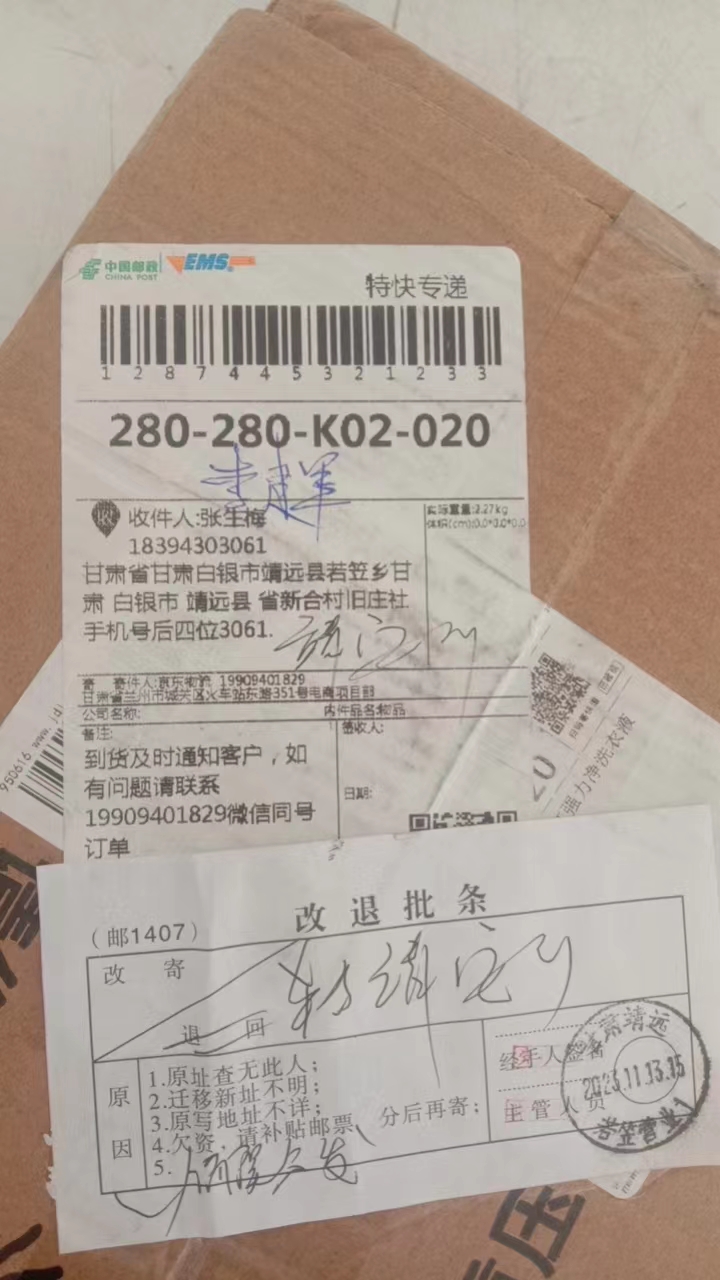 中国邮政
CHINA POST
EMS
特快专递
1 2 8 7 4 4 5 3 2 1 2 3 3
280-280-K02-020
李建军
收件人:张生梅
18394303061
实际重量:2.27kg
体积(cm):0.0*0.0*0.0
甘肃省甘肃白银市靖远县若笠乡甘
肃 白银市 靖远县 省新合村旧庄社
手机号后四位3061.
寄 寄件人:京东物流 19909401829
甘肃省兰州市城关区火车站东路351号电商项目部
公司名称: 内件品名:物品
备注:
签收人:
到货及时通知客户，如
有问题请联系
19909401829微信同号
订单
日期:
强力净洗衣液
950616
改退批条
（邮1407）
改 寄
退 回
转靖定
原因
1.原址查无此人；
2.迁移新址不明；
3.原写地址不详；
4.欠资，请补贴邮票、 分后再寄；
5.
经手人签名
主管人员
肃靖远
2023.11.13.15
若笠营业1